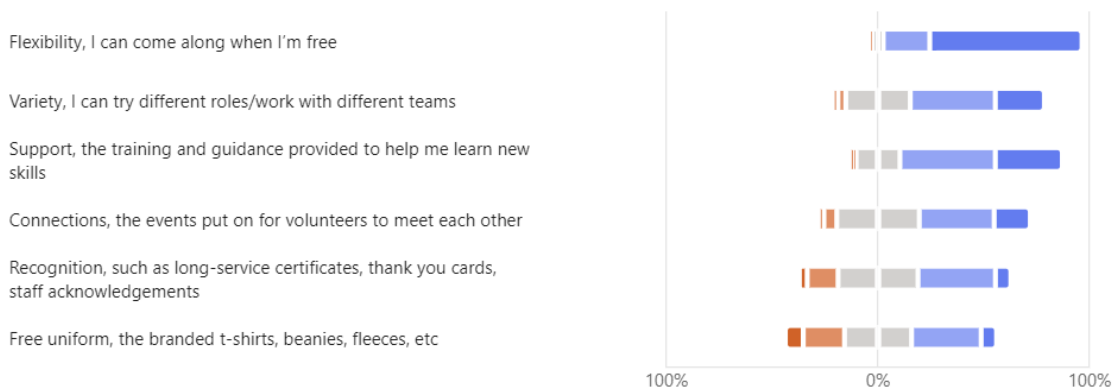 Flexibility, I can come along when I’m free
Variety, I can try different roles/work with different teams
Support, the training and guidance provided to help me learn new
skills
Connections, the events put on for volunteers to meet each other
Recognition, such as long-service certificates, thank you cards,
staff acknowledgements
Free uniform, the branded t-shirts, beanies, fleeces, etc
100% 0% 100%